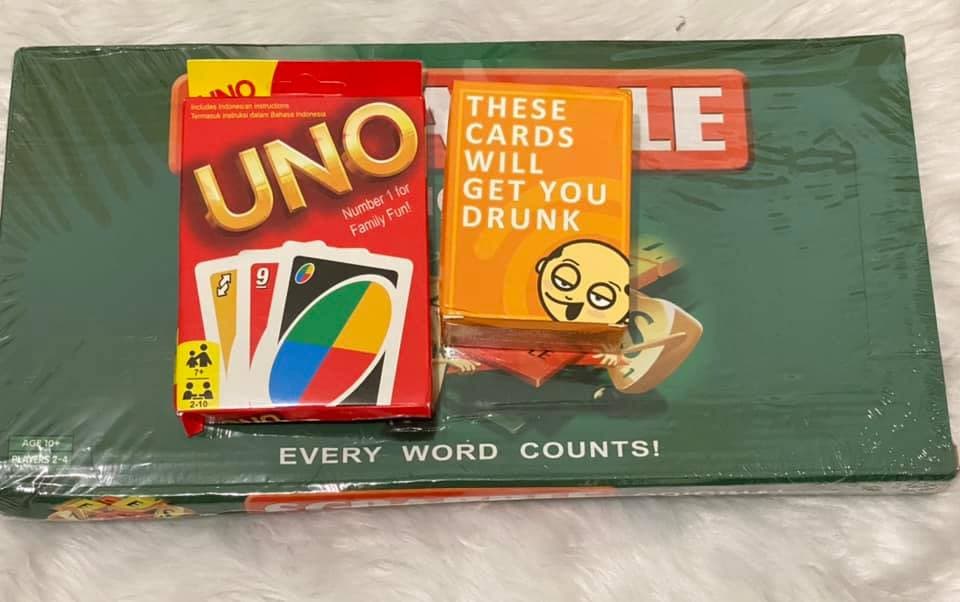 UNO
Includes Indonesian instructions
Termasuk instruksi dalam Bahasa Indonesia
UNO
Number 1 for
Family Fun!
9
7+
2-10
THESE
CARDS
WILL
GET YOU
DRUNK
LE
S
EVERY WORD COUNTS!
AGE 10+
PLAYERS 2-4